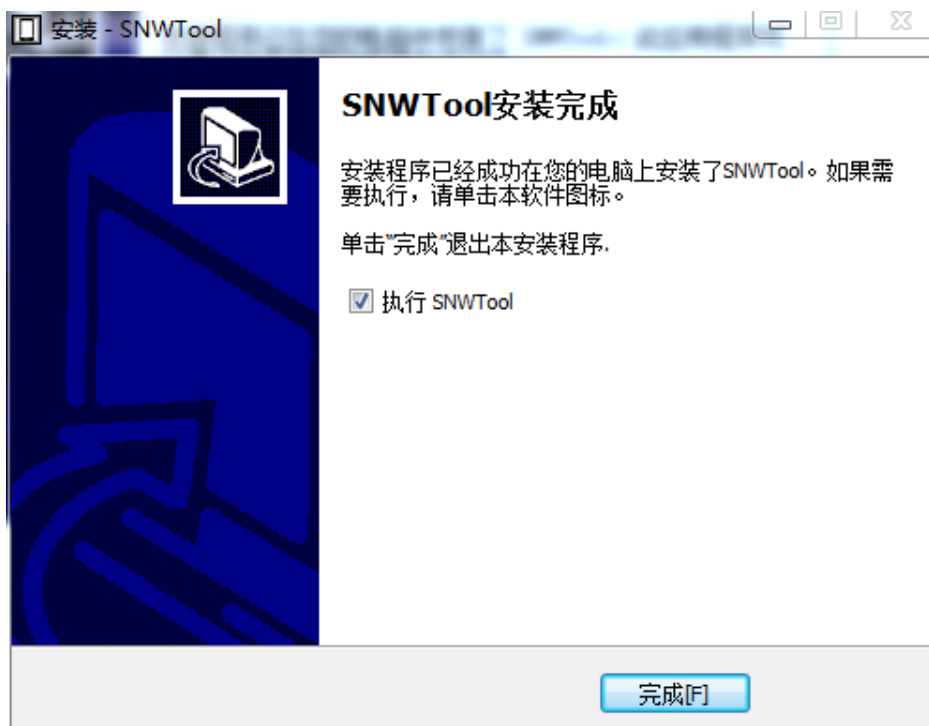 安装 - SNWTool
SNWTool安装完成
安装程序已经成功在您的电脑上安装了SNWTool。如果需
要执行，请单击本软件图标。
单击"完成"退出本安装程序.
执行 SNWTool
完成[F]